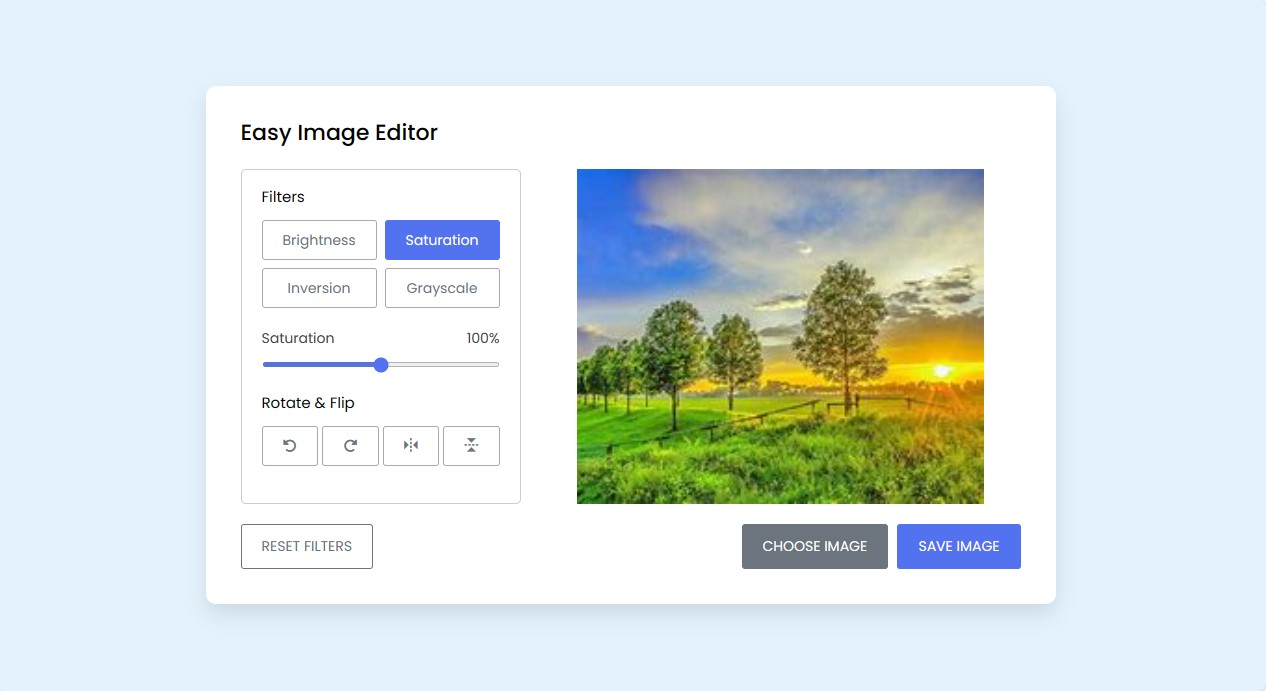 Easy Image Editor
Filters
Brightness
Saturation
Inversion
Grayscale
Saturation 100%
Rotate & Flip
RESET FILTERS
CHOOSE IMAGE
SAVE IMAGE